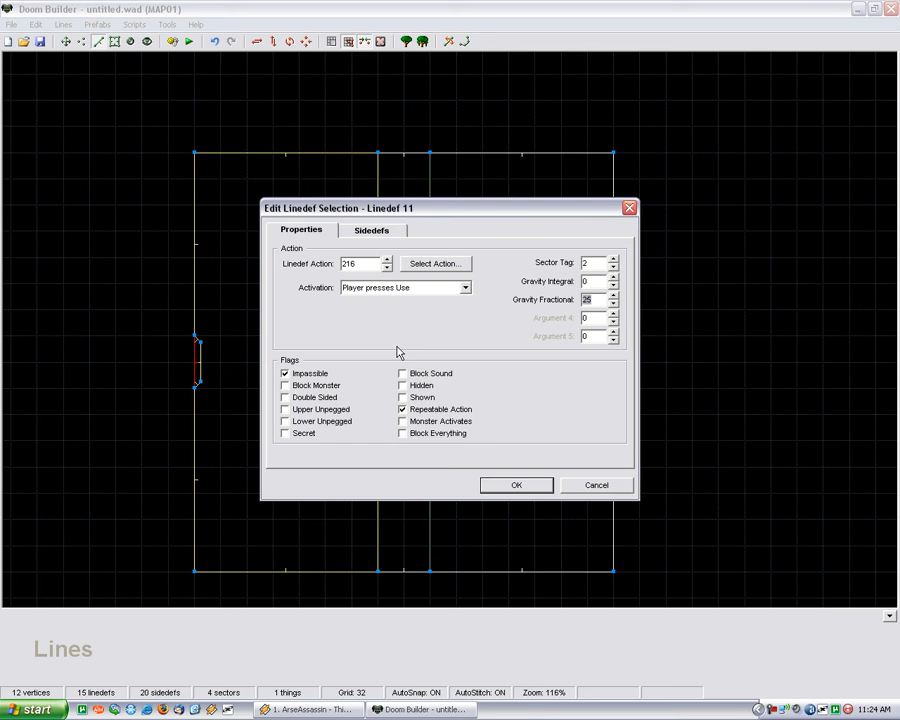 Doom Builder - untitled.wad (MAP01)
File Edit Lines Prefabs Scripts Tools Help
Edit Linedef Selection - Linedef 11
Properties Sidedefs
Action
Linedef Action: 216 Select Action... Sector Tag: 2
Gravity Integral: 0
Activation: Player presses Use Gravity Fractional: 25
Argument 4: 0
Argument 5: 0
Flags
Impassible Block Sound
Block Monster Hidden
Double Sided Shown
Upper Unpegged Repeatable Action
Lower Unpegged Monster Activates
Secret Block Everything
OK Cancel
Lines
12 vertices 15 linedefs 20 sidedefs 4 sectors 1 things Grid: 32 AutoSnap: ON AutoStitch: ON Zoom: 116%
start 1. ArseAssassin - Thi... Doom Builder - untitle... 11:24 AM